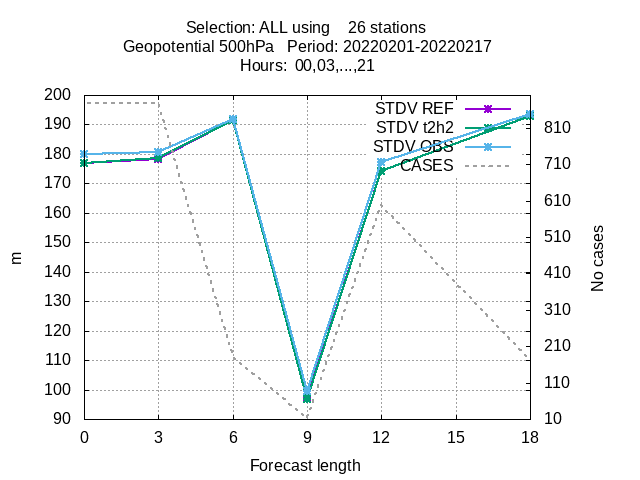 Selection: ALL using    26 stations
Geopotential 500hPa   Period: 20220201-20220217
Hours:  00,03,...,21
200
190
180
170
160
150
140
130
120
110
100
90
m
STDV REF
STDV t2h2
STDV OBS
CASES
810
710
610
510
410
310
210
110
10
No cases
0 3 6 9 12 15 18
Forecast length